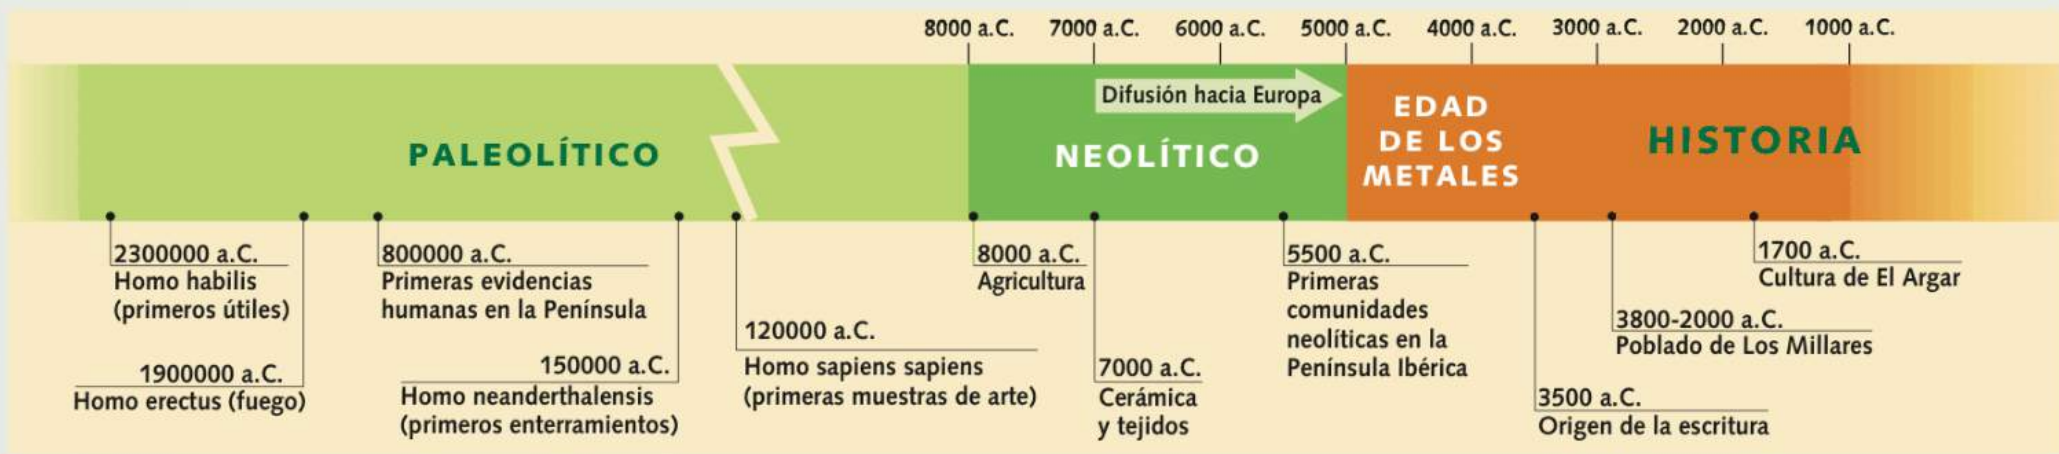 8000 a.C. 7000 a.C. 6000 a.C. 5000 a.C. 4000 a.C. 3000 a.C. 2000 a.C. 1000 a.C.
Difusión hacia Europa
PALEOLÍTICO
NEOLÍTICO
EDAD
DE LOS
METALES
HISTORIA
2300000 a.C.
Homo habilis
(primeros útiles)
1900000 a.C.
Homo erectus (fuego)
800000 a.C.
Primeras evidencias
humanas en la Península
150000 a.C.
Homo neanderthalensis
(primeros enterramientos)
120000 a.C.
Homo sapiens sapiens
(primeras muestras de arte)
8000 a.C.
Agricultura
7000 a.C.
Cerámica
y tejidos
5500 a.C.
Primeras
comunidades
neolíticas en la
Península Ibérica
3500 a.C.
Origen de la escritura
3800-2000 a.C.
Poblado de Los Millares
1700 a.C.
Cultura de El Argar